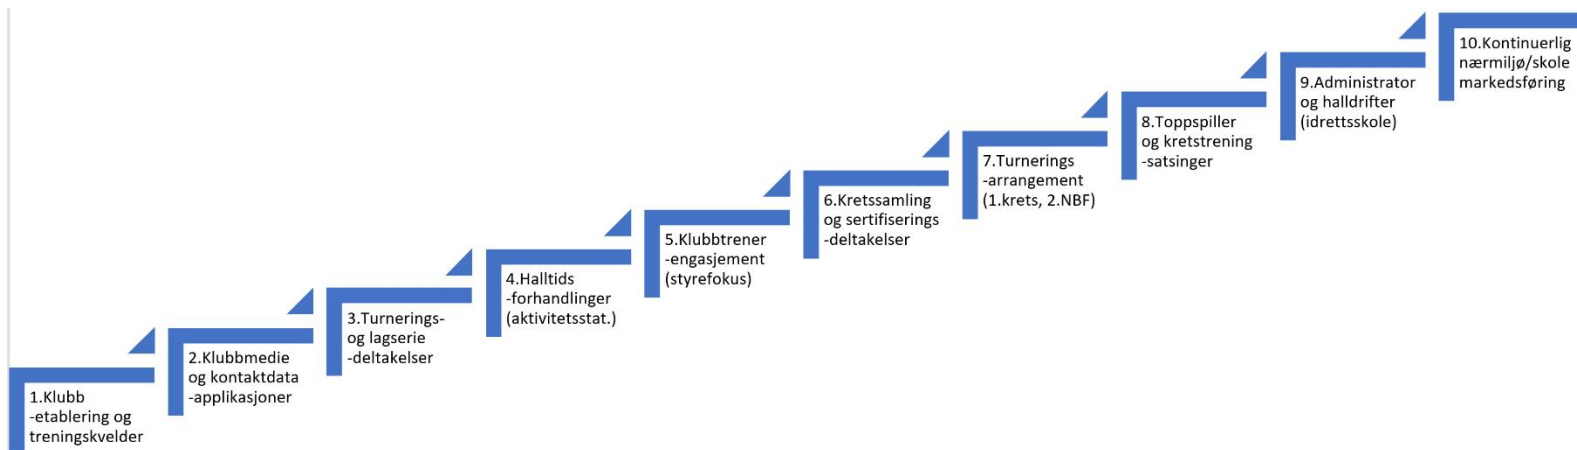 1.Klubb
-etablering og
treningskvelder
2.Klubbmedie
og kontaktdata
-applikasjoner
3.Turnerings-
og lagserie
-deltakelser
4.Halltids
-forhandlinger
(aktivitetsstat.)
5.Klubbtrener
-engasjement
(styrefokus)
6.Kretssamling
og sertifiserings
-deltakelser
7.Turnerings
-arrangement
(1.krets, 2.NBF)
8.Toppspiller
og kretstrening
-satsinger
9.Administrator
og halldrifter
(idrettsskole)
10.Kontinuerlig
nærmiljø/skole
markedsføring